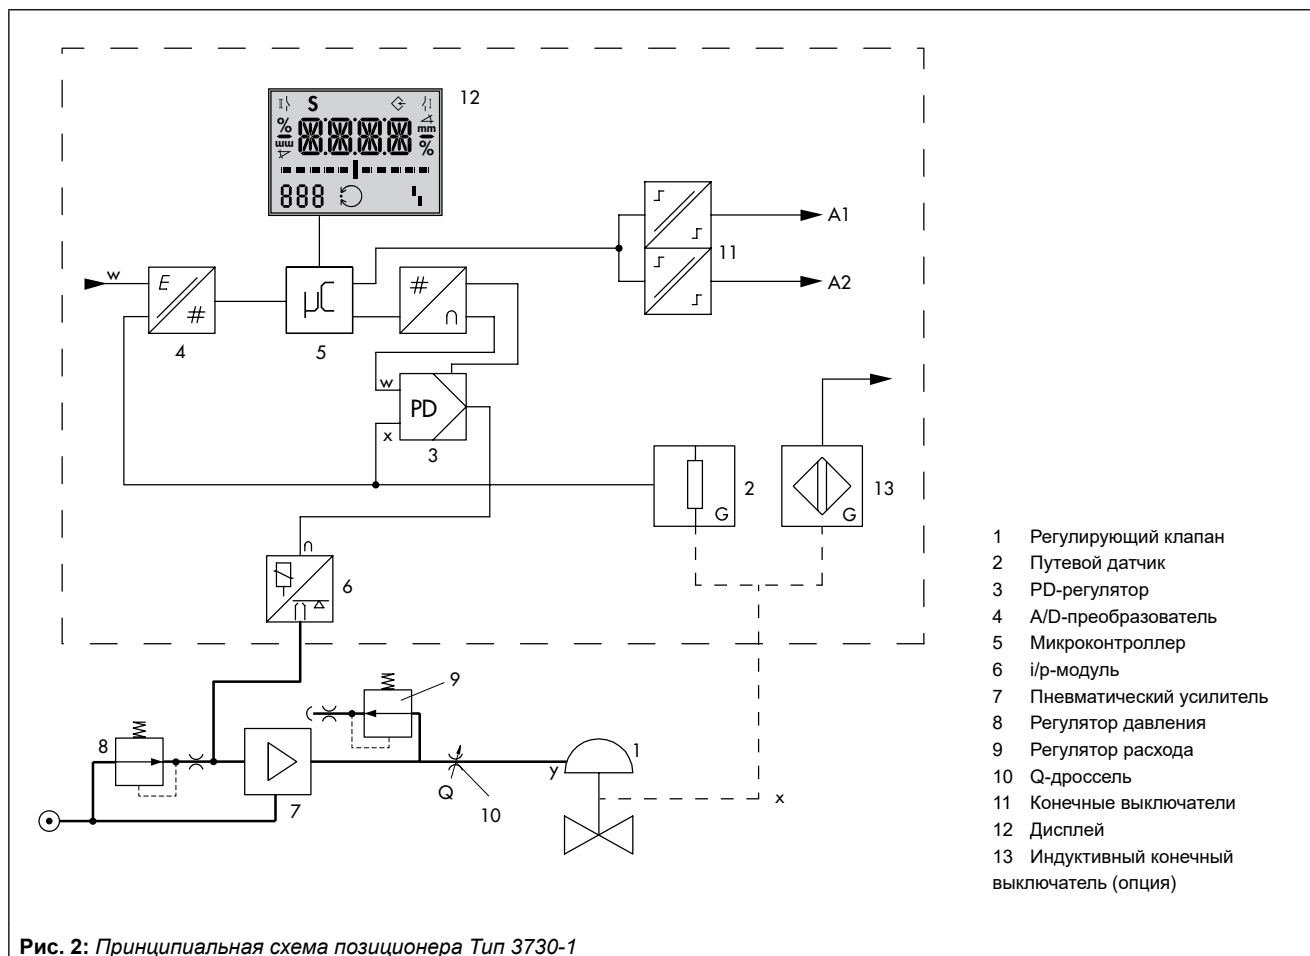 12
S
%
mm
mm
%
888
A1
11
A2
w
E
#
4
µC
5
#
∩
w
PD
x
3
2
G
13
G
∩
6
9
8
7
Q
10
y
1
x
1 Регулирующий клапан
2 Путевой датчик
3 PD-регулятор
4 A/D-преобразователь
5 Микроконтроллер
6 i/p-модуль
7 Пневматический усилитель
8 Регулятор давления
9 Регулятор расхода
10 Q-дроссель
11 Конечные выключатели
12 Дисплей
13 Индуктивный конечный
выключатель (опция)
Рис. 2: Принципиальная схема позиционера Тип 3730-1